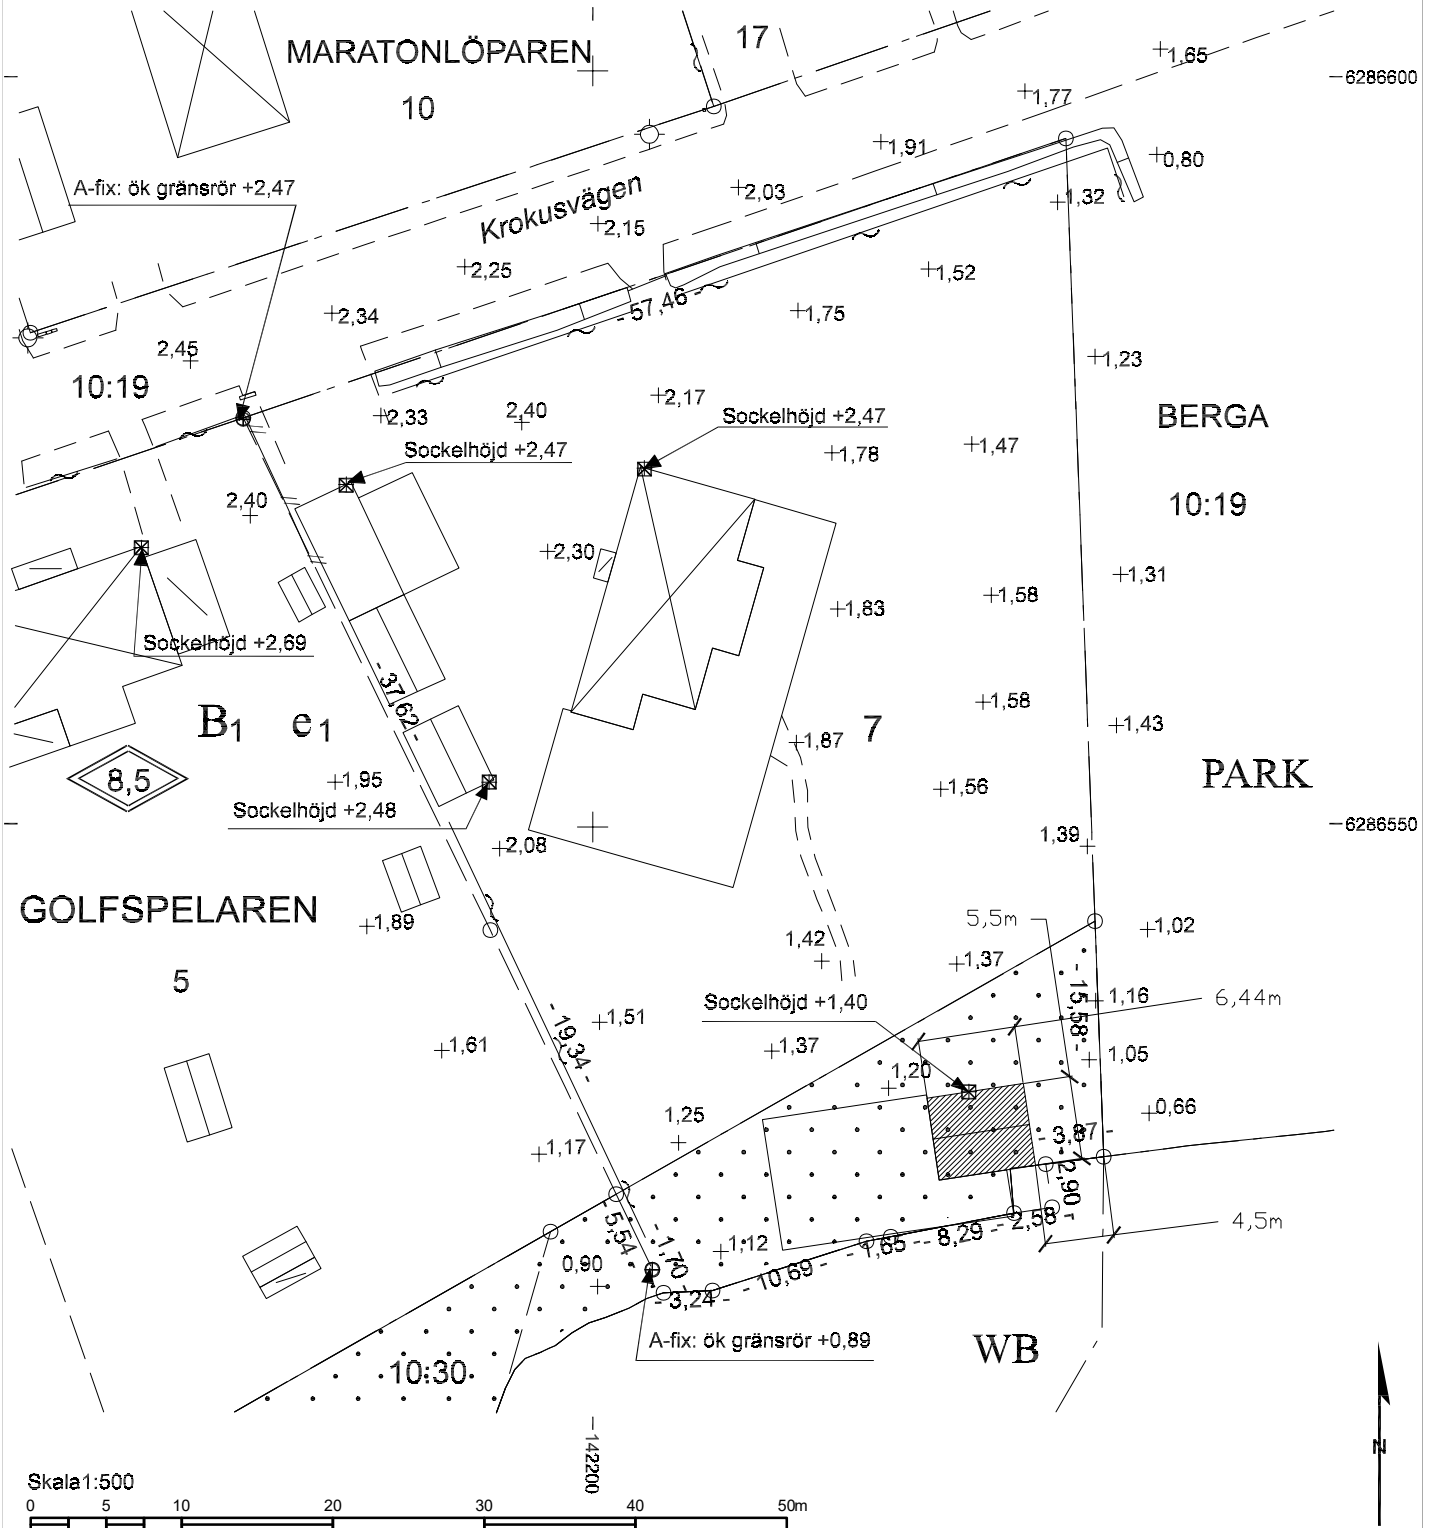 MARATONLÖPAREN
17
10
1,65
6286600
1,77
1,91
0,80
A-fix: ök gränsrör +2,47
Krokusvägen
2,03
1,32
2,15
2,25
1,52
- 57,46 -
2,34
1,75
2,45
1,23
10:19
2,17
2,40
2,33
Sockelhöjd +2,47
BERGA
Sockelhöjd +2,47
1,78
1,47
2,40
10:19
2,30
1,31
1,58
1,83
Sockelhöjd +2,69
- 37,62 -
1,58
B1 e1
7
1,43
1,87
8,5
1,95
1,56
PARK
Sockelhöjd +2,48
6286550
2,08
1,39
GOLFSPELAREN
5,5m
1,89
1,02
1,42
1,37
5
- 15,58 -
1,16
6,44m
Sockelhöjd +1,40
1,51
- 19,34 -
1,61
1,37
1,05
1,20
1,25
0,66
- 3,87 -
1,17
- 2,90 -
- 5,54 -
- 1,70 -
1,12
- 2,58 -
4,5m
- 8,29 -
- 1,65 -
0,90
- 10,69 -
- 3,24 -
A-fix: ök gränsrör +0,89
WB
10:30
142200
N
Skala1:500
0 5 10 20 30 40 50m